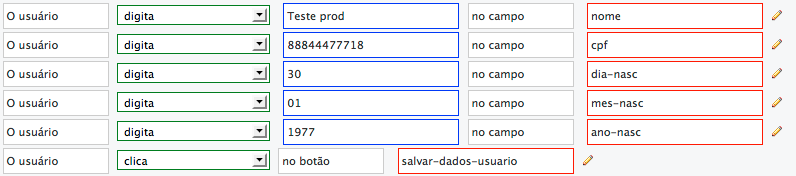 O usuário digita Teste prod no campo nome
O usuário digita 88844477718 no campo cpf
O usuário digita 30 no campo dia-nasc
O usuário digita 01 no campo mes-nasc
O usuário digita 1977 no campo ano-nasc
O usuário clica no botão salvar-dados-usuario